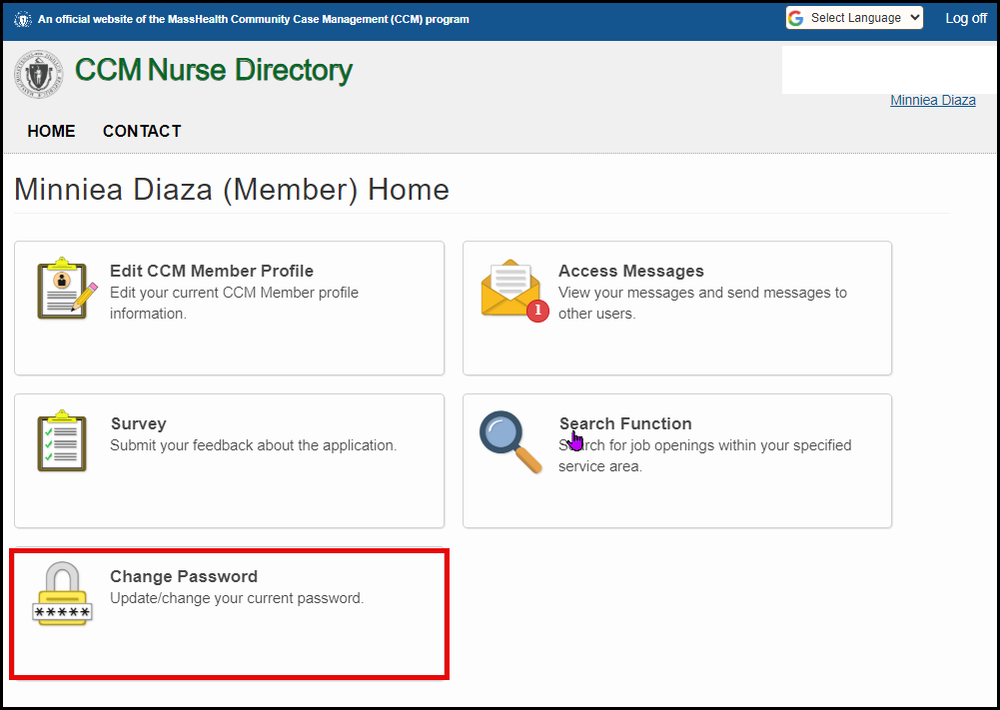 An official website of the MassHealth Community Case Management (CCM) program
Select Language
Log off
CCM Nurse Directory
Minniea Diaza
HOME
CONTACT
Minniea Diaza (Member) Home
Edit CCM Member Profile
Edit your current CCM Member profile
information.
Access Messages
View your messages and send messages to
other users.
1
Survey
Submit your feedback about the application.
Search Function
Search for job openings within your specified
service area.
Change Password
Update/change your current password.
*****